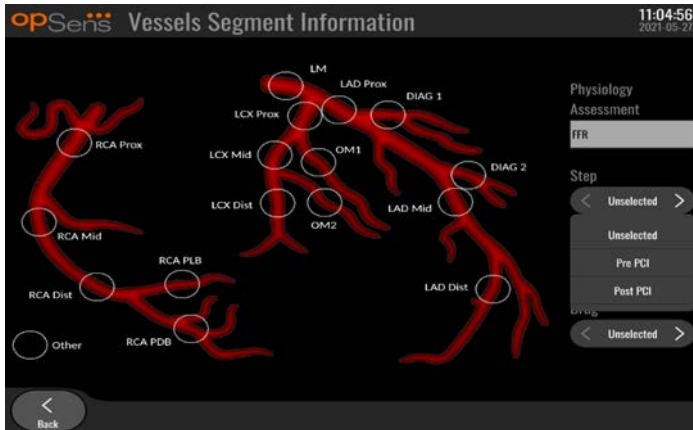 opSens Vessels Segment Information
11:04:56
2021-05-27
LM
LAD Prox
DIAG 1
LCX Prox
RCA Prox
LCX Mid
OM1
DIAG 2
LCX Dist
OM2
LAD Mid
RCA Mid
RCA PLB
RCA Dist
LAD Dist
RCA PDB
Other
Physiology
Assessment
FFR
Step
< Unselected >
Unselected
Pre PCI
Post PCI
Drug
< Unselected >
<
Back